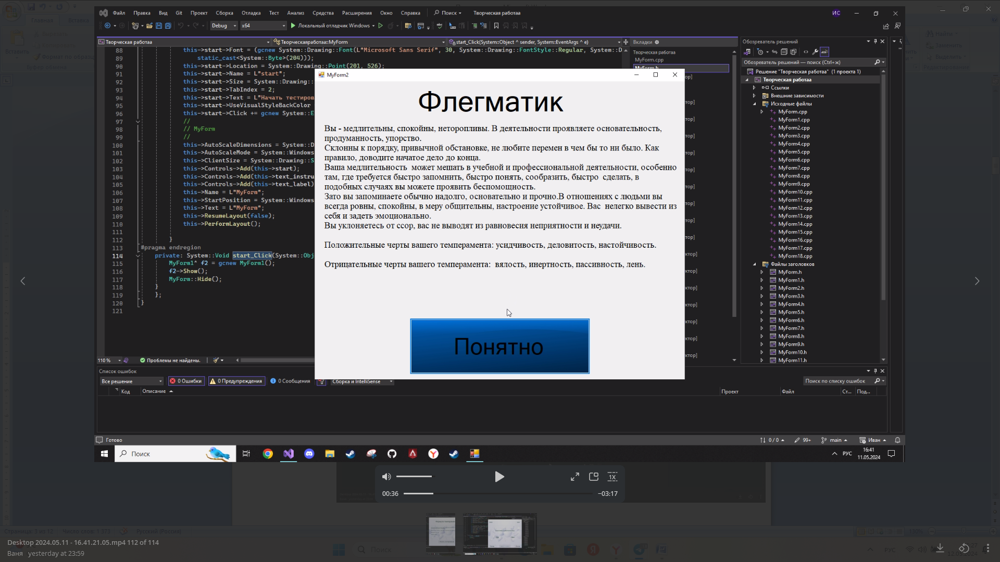 Файл Правка Вид Git Проект Сборка Отладка Тест Анализ Средства Расширения Окно Справка Поиск Творческая работаа ИС
Debug x64 Локальный отладчик Windows
Творческая работаа Творческаяработаа::MyForm start_Click(System::Object ^ sender, System::EventArgs ^ e)
88 this->start->Font = (gcnew System::Drawing::Font(L"Microsoft Sans Serif", 30, System::Drawing::FontStyle::Regular, System::D
89 static_cast<System::Byte>(204)));
90 this->start->Location = System::Drawing::Point(201, 526);
91 this->start->Name = L"start";
92 this->start->Size = System::Drawing:
93 this->start->TabIndex = 2;
94 this->start->Text = L"Начать тестиров
95 this->start->UseVisualStyleBackColor
96 this->start->Click += gcnew System::E
97 //
98 // MyForm
99 //
100 this->AutoScaleDimensions = System::D
101 this->AutoScaleMode = System::Windows
102 this->ClientSize = System::Drawing::S
103 this->Controls->Add(this->start);
104 this->Controls->Add(this->text_instru
105 this->Controls->Add(this->text_label)
106 this->Name = L"MyForm";
107 this->StartPosition = System::Windows
108 this->Text = L"MyForm";
109 this->ResumeLayout(false);
110 this->PerformLayout();
111
112 }
113 #pragma endregion
114 private: System::Void start_Click(System::Obj
115 MyForm1^ f2 = gcnew MyForm1();
116 f2->Show();
117 MyForm::Hide();
118 }
119 };
120 }
121
110 % Проблемы не найдены.
MyForm2
Флегматик
Вы - медлительны, спокойны, неторопливы. В деятельности проявляете основательность,
продуманность, упорство.
Склонны к порядку, привычной обстановке, не любите перемен в чем бы то ни было. Как
правило, доводите начатое дело до конца.
Ваша медлительность может мешать в учебной и профессиональной деятельности, особенно
там, где требуется быстро запомнить, быстро понять, сообразить, быстро сделать, в
подобных случаях вы можете проявить беспомощность.
Зато вы запоминаете обычно надолго, основательно и прочно.В отношениях с людьми вы
всегда ровны, спокойны, в меру общительны, настроение устойчивое. Вас нелегко вывести из
себя и задеть эмоционально.
Вы уклоняетесь от ссор, вас не выводят из равновесия неприятности и неудачи.
Положительные черты вашего темперамента: усидчивость, деловитость, настойчивость.
Отрицательные черты вашего темперамента: вялость, инертность, пассивность, лень.
Понятно
Вкладки
Творческая работаа
MyForm.cpp
MyForm.h
Обозреватель решений
Обозреватель решений — поиск (Ctrl+ж)
Решение "Творческая работаа" (1 проекта 1)
Творческая работаа
Ссылки
Внешние зависимости
Исходные файлы
MyForm.cpp
MyForm1.cpp
MyForm2.cpp
MyForm3.cpp
MyForm4.cpp
MyForm5.cpp
MyForm6.cpp
MyForm7.cpp
MyForm8.cpp
MyForm9.cpp
MyForm10.cpp
MyForm11.cpp
MyForm12.cpp
MyForm13.cpp
MyForm14.cpp
MyForm15.cpp
MyForm16.cpp
MyForm17.cpp
MyForm18.cpp
Файлы заголовков
MyForm.h
MyForm1.h
MyForm2.h
MyForm3.h
MyForm4.h
MyForm5.h
MyForm6.h
MyForm7.h
MyForm8.h
MyForm9.h
MyForm10.h
MyForm11.h
Список ошибок
Все решение 0 Ошибки 0 Предупреждения 0 Сообщения Сборка и IntelliSense Поиск по списку ошибок
Код Описание Проект Файл Ст... Под...
Готово 0 / 0 99+ main Иван
Поиск РУС 16:41
11.05.2024
00:36 −03:17 1X
Страница: 3 из 12 Число слов: 1 373 Русский (Россия) 130%
Desktop 2024.05.11 - 16.41.21.05.mp4 112 of 114
Ваня yesterday at 23:59
Поиск РУС